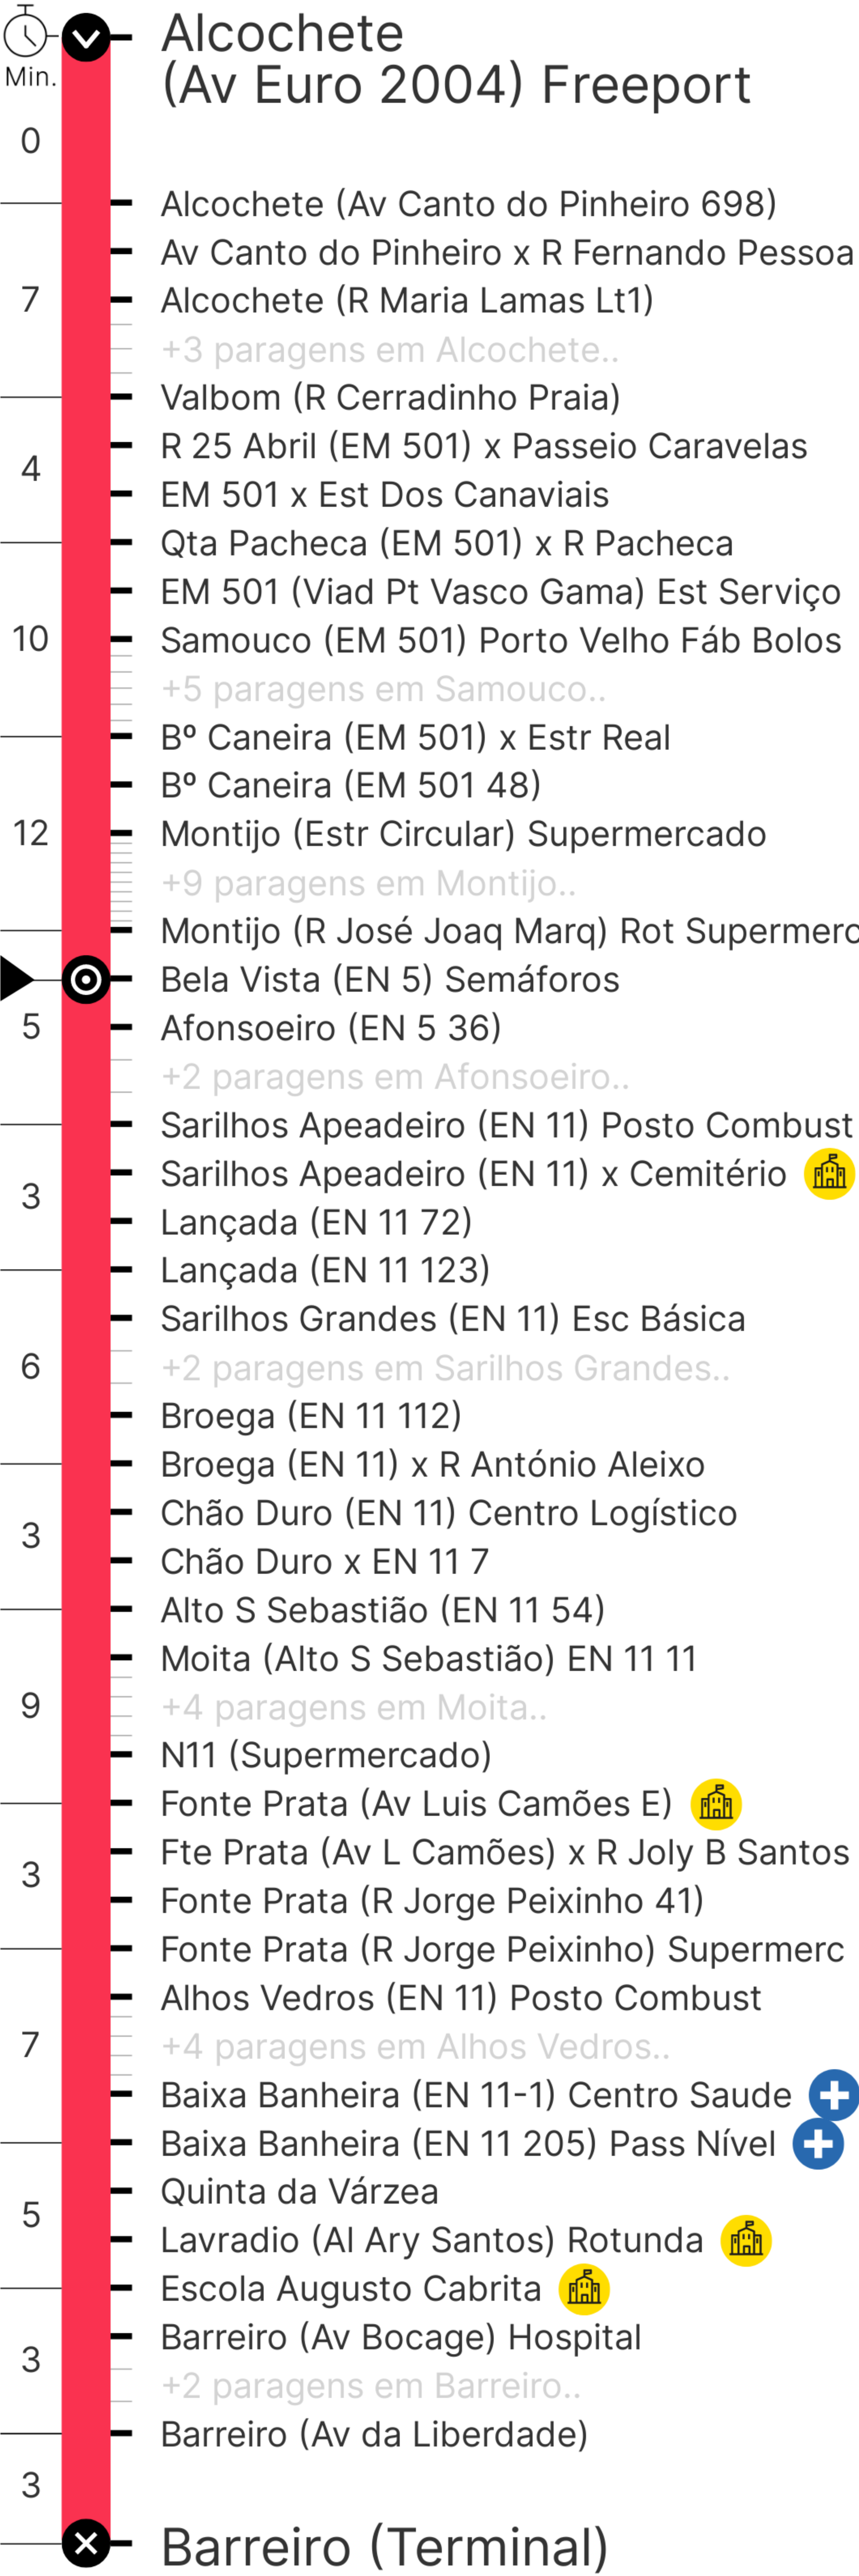 Alcochete
(Av Euro 2004) Freeport
Min.
0
Alcochete (Av Canto do Pinheiro 698)
Av Canto do Pinheiro x R Fernando Pessoa
7
Alcochete (R Maria Lamas Lt1)
+3 paragens em Alcochete..
Valbom (R Cerradinho Praia)
R 25 Abril (EM 501) x Passeio Caravelas
4
EM 501 x Est Dos Canaviais
Qta Pacheca (EM 501) x R Pacheca
EM 501 (Viad Pt Vasco Gama) Est Serviço
10
Samouco (EM 501) Porto Velho Fáb Bolos
+5 paragens em Samouco..
Bº Caneira (EM 501) x Estr Real
Bº Caneira (EM 501 48)
12
Montijo (Estr Circular) Supermercado
+9 paragens em Montijo..
Montijo (R José Joaq Marq) Rot Supermerc
Bela Vista (EN 5) Semáforos
5
Afonsoeiro (EN 5 36)
+2 paragens em Afonsoeiro..
Sarilhos Apeadeiro (EN 11) Posto Combust
Sarilhos Apeadeiro (EN 11) x Cemitério
3
Lançada (EN 11 72)
Lançada (EN 11 123)
Sarilhos Grandes (EN 11) Esc Básica
6
+2 paragens em Sarilhos Grandes..
Broega (EN 11 112)
Broega (EN 11) x R António Aleixo
Chão Duro (EN 11) Centro Logístico
3
Chão Duro x EN 11 7
Alto S Sebastião (EN 11 54)
Moita (Alto S Sebastião) EN 11 11
9
+4 paragens em Moita..
N11 (Supermercado)
Fonte Prata (Av Luis Camões E)
Fte Prata (Av L Camões) x R Joly B Santos
3
Fonte Prata (R Jorge Peixinho 41)
Fonte Prata (R Jorge Peixinho) Supermerc
Alhos Vedros (EN 11) Posto Combust
7
+4 paragens em Alhos Vedros..
Baixa Banheira (EN 11-1) Centro Saude
Baixa Banheira (EN 11 205) Pass Nível
Quinta da Várzea
5
Lavradio (Al Ary Santos) Rotunda
Escola Augusto Cabrita
Barreiro (Av Bocage) Hospital
3
+2 paragens em Barreiro..
Barreiro (Av da Liberdade)
3
Barreiro (Terminal)